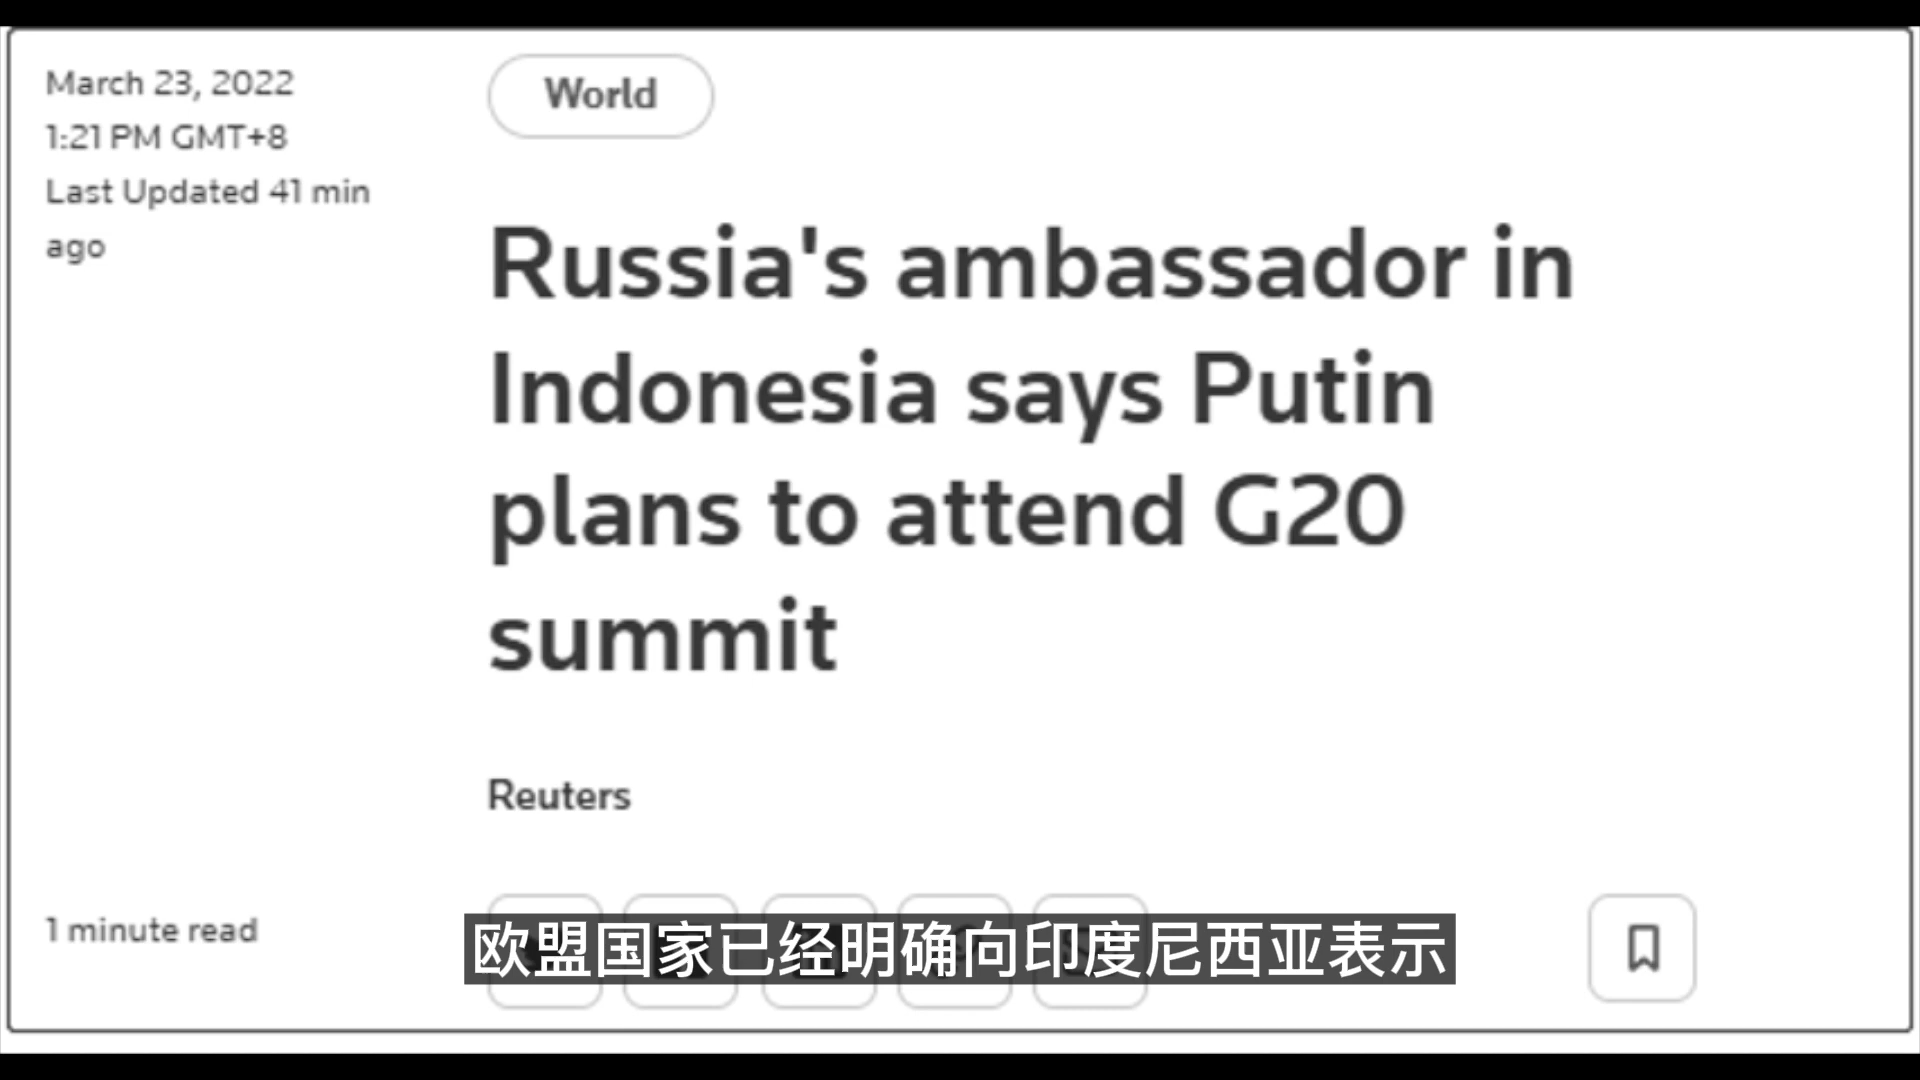 March 23, 2022
1:21 PM GMT+8
Last Updated 41 min
ago
World
Russia's ambassador in
Indonesia says Putin
plans to attend G20
summit
Reuters
1 minute read
欧盟国家已经明确向印度尼西亚表示